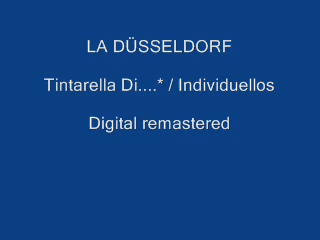 LA DÜSSELDORF
Tintarella Di....* / Individuellos
Digital remastered